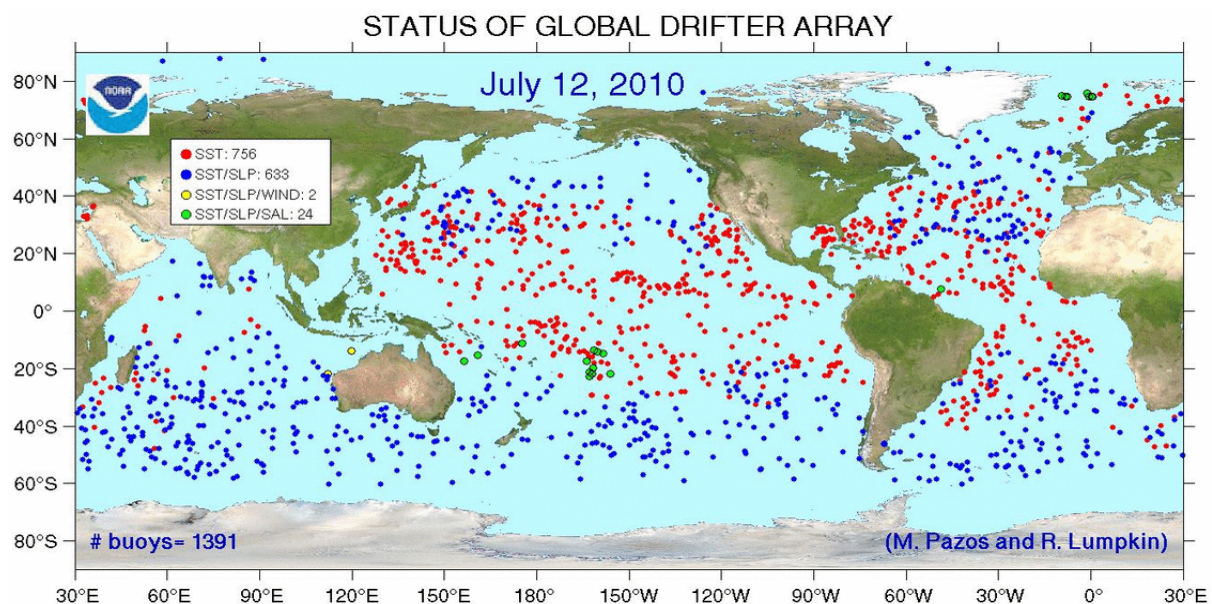 STATUS OF GLOBAL DRIFTER ARRAY
July 12, 2010
NOAA
SST: 756
SST/SLP: 633
SST/SLP/WIND: 2
SST/SLP/SAL: 24
80°N
60°N
40°N
20°N
0°
20°S
40°S
60°S
80°S
# buoys= 1391
(M. Pazos and R. Lumpkin)
30°E 60°E 90°E 120°E 150°E 180°E 150°W 120°W 90°W 60°W 30°W 0° 30°E